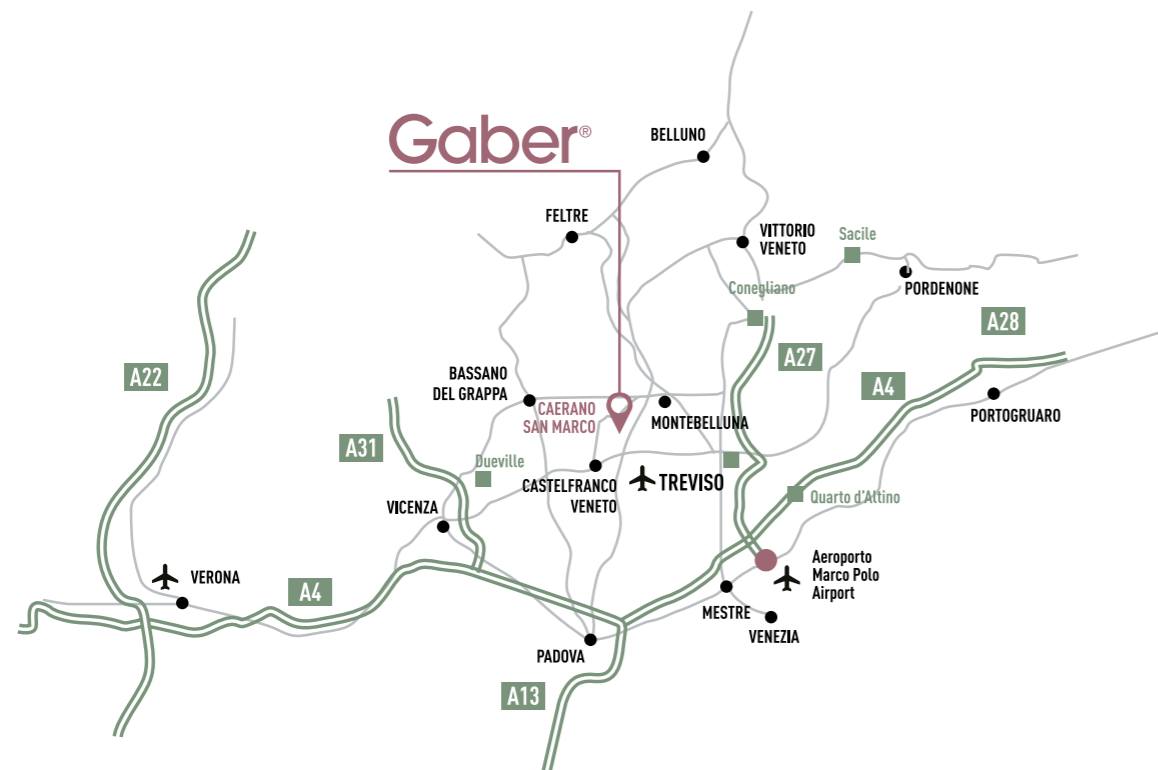 Gaber®
BELLUNO
FELTRE
VITTORIO
VENETO
Sacile
PORDENONE
Conegliano
A28
A27
A22
A4
BASSANO
DEL GRAPPA
CAERANO
SAN MARCO
MONTEBELLUNA
PORTOGRUARO
A31
Dueville
CASTELFRANCO
VENETO
TREVISO
Quarto d'Altino
VICENZA
Aeroporto
Marco Polo
Airport
VERONA
A4
MESTRE
VENEZIA
PADOVA
A13